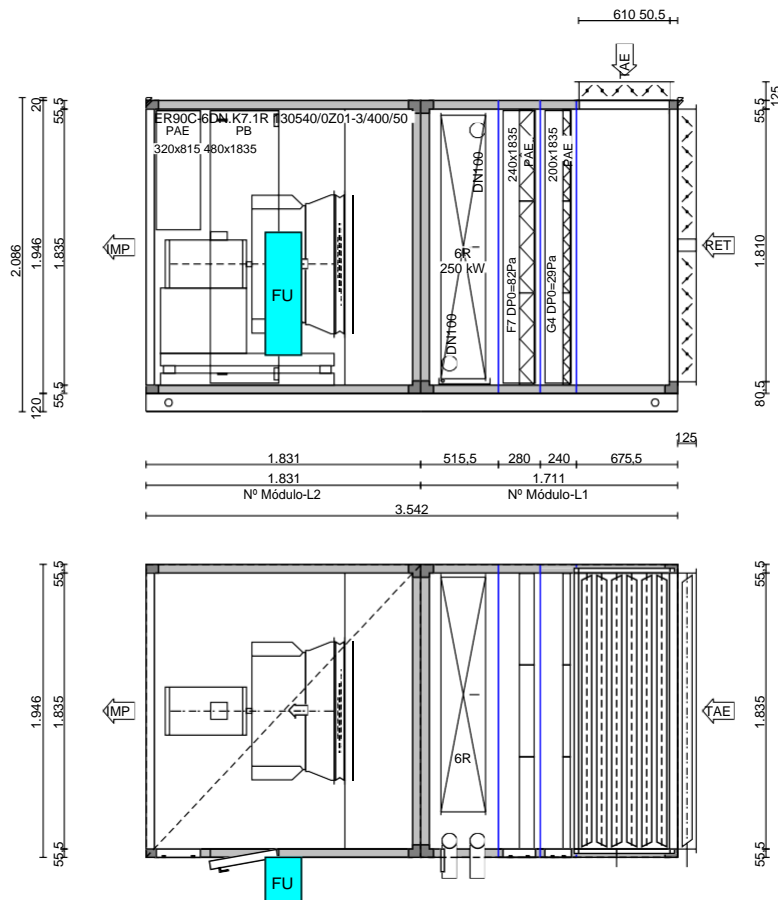 610 50,5
TAE
125
20
55,5
55,5
ER90C-6DN.K7.1R 130540/0Z01-3/400/50
PAE
PB
320x815 480x1835
DN100
240x1835
PAE
200x1835
PAE
2.086
1.946
1.835
IMP
FU
6R
250 kW
F7 DP0=82Pa
G4 DP0=29Pa
DN100
RET
1.810
120
55,5
80,5
125
1.831
515,5
280
240
675,5
1.831
1.711
Nº Módulo-L2
Nº Módulo-L1
3.542
55,5
55,5
1.946
1.835
IMP
6R
TAE
1.835
55,5
55,5
FU